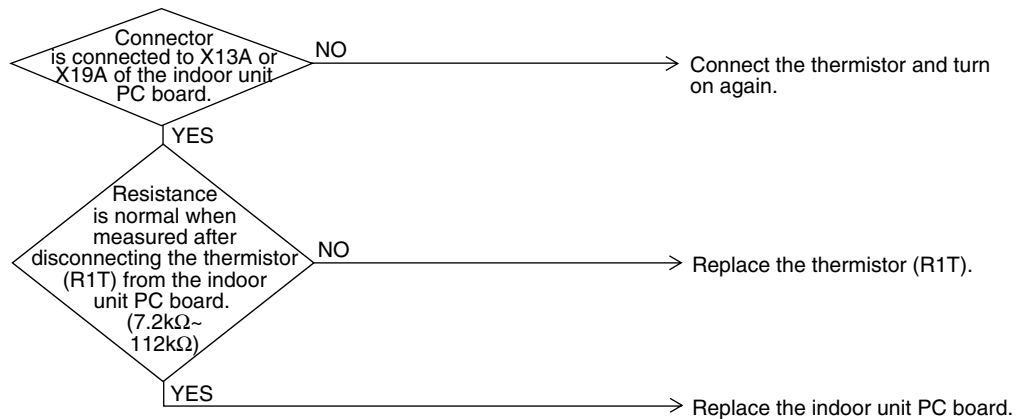 Connector
is connected to X13A or
X19A of the indoor unit
PC board.
NO
Connect the thermistor and turn
on again.
YES
Resistance
is normal when
measured after
disconnecting the thermistor
(R1T) from the indoor
unit PC board.
(7.2kΩ~
112kΩ)
NO
Replace the thermistor (R1T).
YES
Replace the indoor unit PC board.